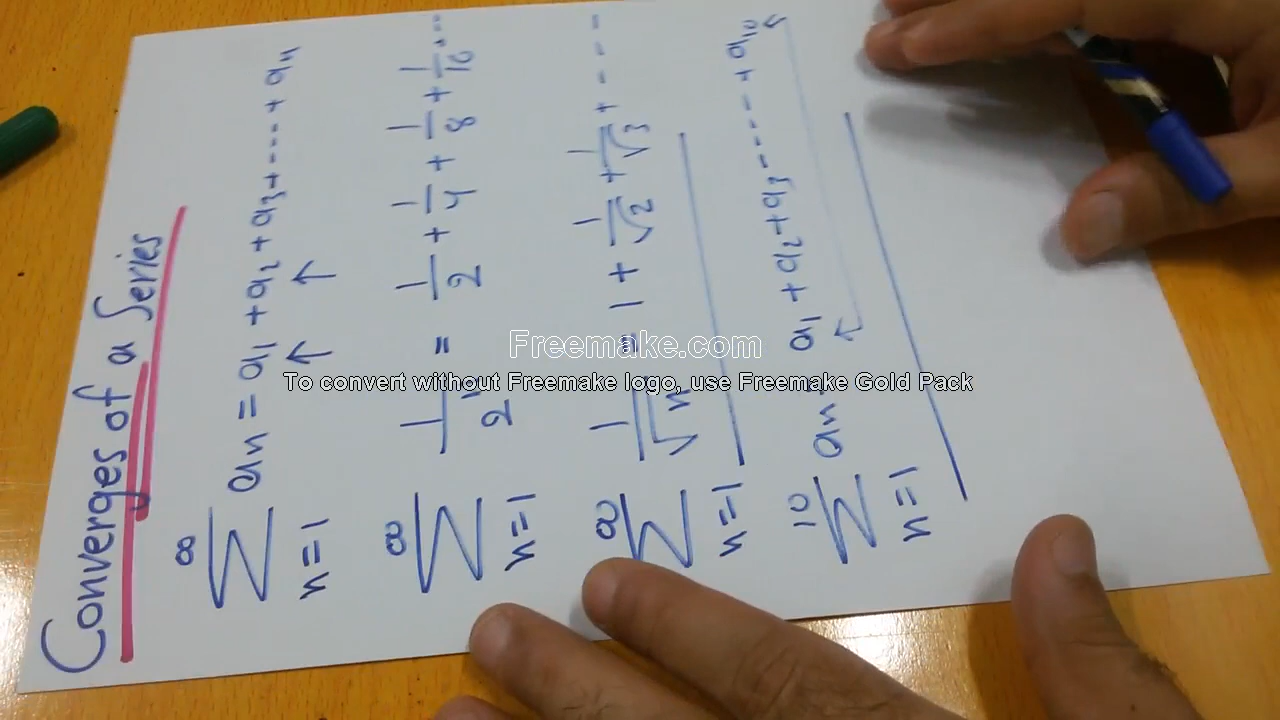 Converges of a Series
∞
∑ an = a1 + a2 + a3 + ---- + an
n=1
∞
∑ 1/2^n = 1/2 + 1/4 + 1/8 + 1/16 + ---
n=1
∞
∑ 1/√n = 1 + 1/√2 + 1/√3 + ---
n=1
10
∑ an = a1 + a2 + a3 ---- + a10
n=1
Freemake.com
To convert without Freemake logo, use Freemake Gold Pack